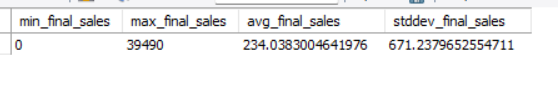 min_final_sales max_final_sales avg_final_sales stddev_final_sales
0 39490 234.0383004641976 671.2379652554711